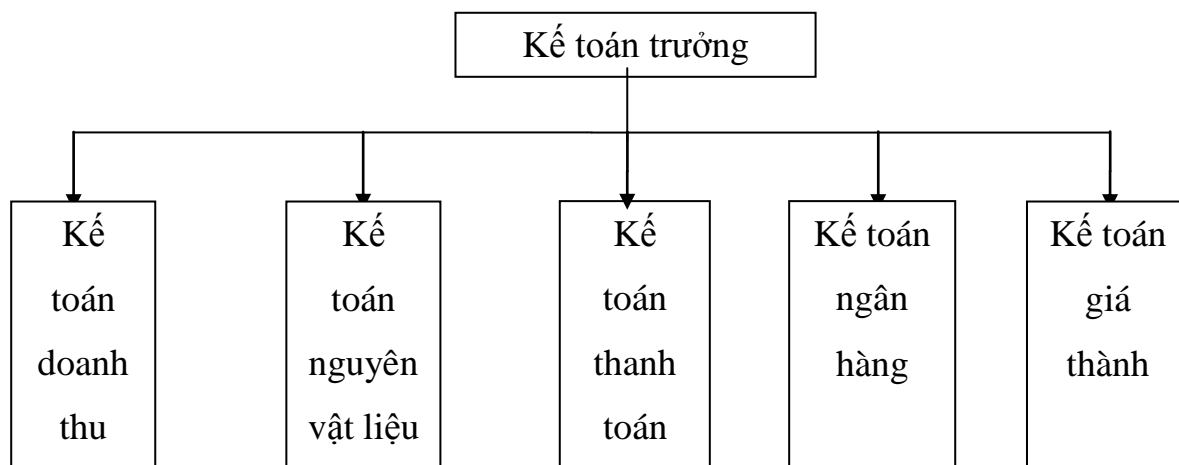 Kế toán trưởng
Kế
toán
doanh
thu
Kế
toán
nguyên
vật liệu
Kế
toán
thanh
toán
Kế toán
ngân
hàng
Kế toán
giá
thành